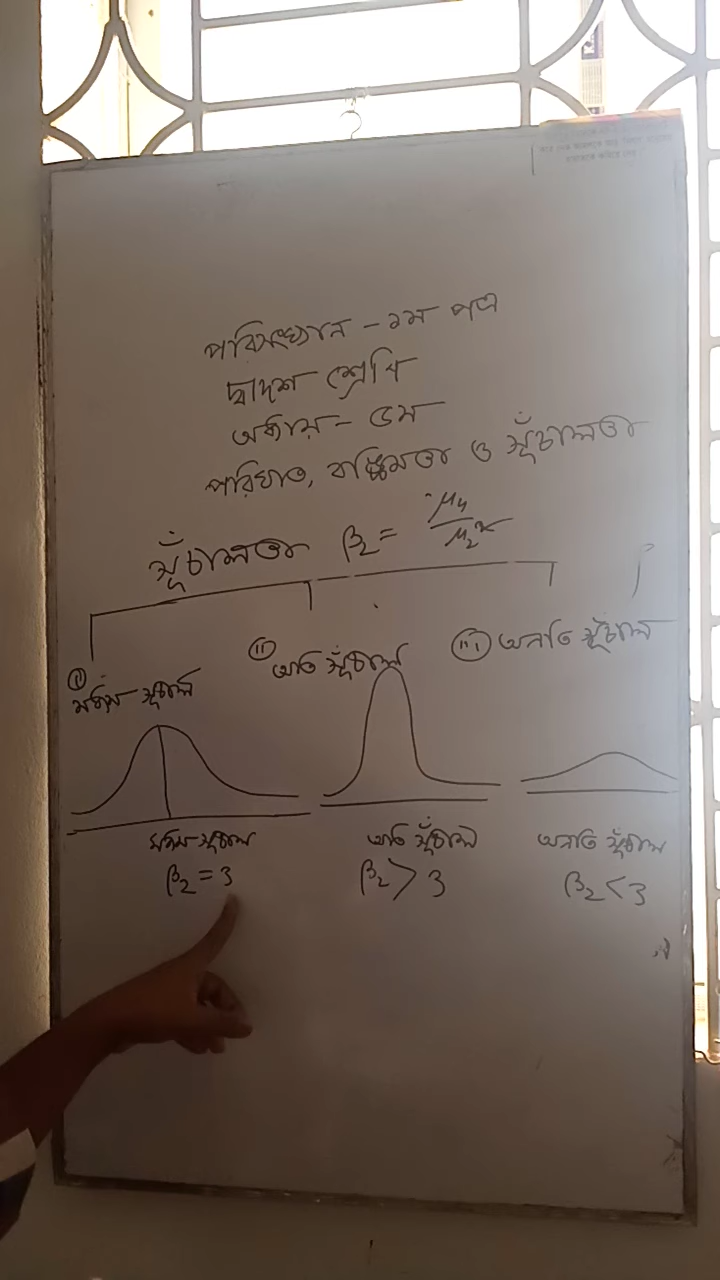 পরিসংখ্যান - ১ম পত্র
দ্বাদশ শ্রেণি
অধ্যায় - ৫ম
পরিঘাত, বঙ্কিমতা ও সূঁচালতা
সূঁচালতা β₂ = μ₄/μ₂²
(i) মধ্যম সূঁচাল
(ii) অতি সূঁচাল
(iii) অনতি সূঁচাল
মধ্যম সূঁচাল
β₂ = 3
অতি সূঁচাল
β₂ > 3
অনতি সূঁচাল
β₂ < 3